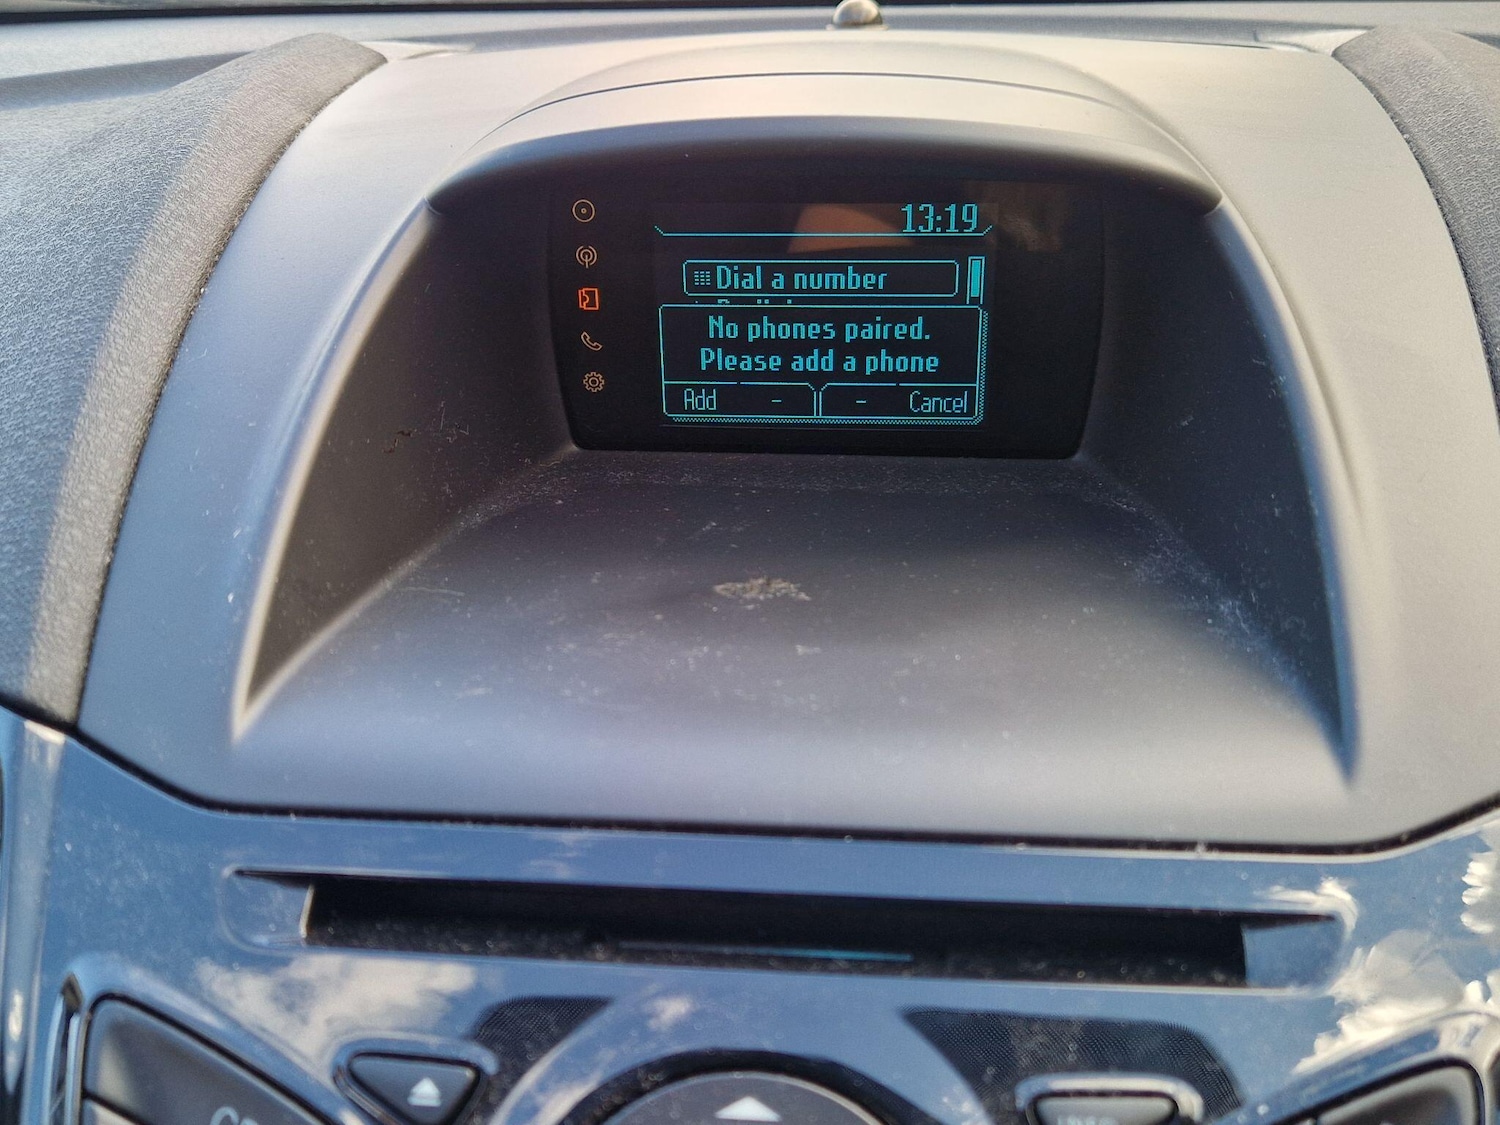 13:19
Dial a number
No phones paired.
Please add a phone
Add - - Cancel